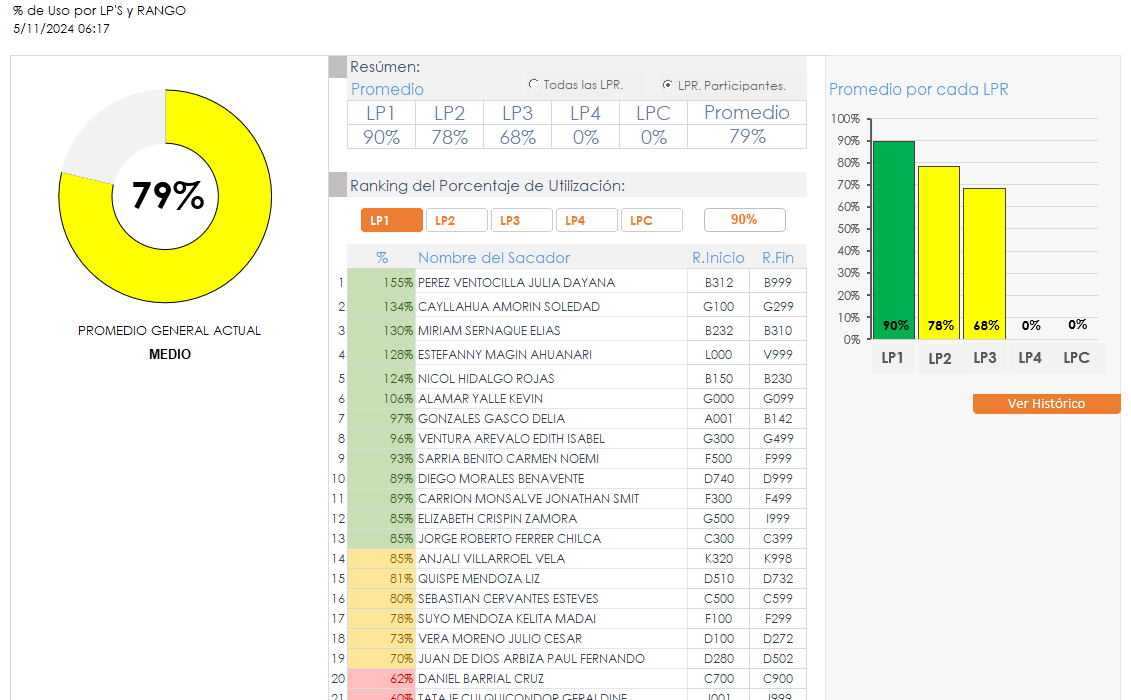 % de Uso por LP'S y RANGO
5/11/2024 06:17
79%
PROMEDIO GENERAL ACTUAL
MEDIO
Resúmen:
Promedio
Todas las LPR.
LPR. Participantes.
LP1 LP2 LP3 LP4 LPC Promedio
90% 78% 68% 0% 0% 79%
Ranking del Porcentaje de Utilización:
LP1 LP2 LP3 LP4 LPC 90%
% Nombre del Sacador R.Inicio R.Fin
1 155% PEREZ VENTOCILLA JULIA DAYANA B312 B999
2 134% CAYLLAHUA AMORIN SOLEDAD G100 G299
3 130% MIRIAM SERNAQUE ELIAS B232 B310
4 128% ESTEFANNY MAGIN AHUANARI L000 V999
5 124% NICOL HIDALGO ROJAS B150 B230
6 106% ALAMAR YALLE KEVIN G000 G099
7 97% GONZALES GASCO DELIA A001 B142
8 96% VENTURA AREVALO EDITH ISABEL G300 G499
9 93% SARRIA BENITO CARMEN NOEMI F500 F999
10 89% DIEGO MORALES BENAVENTE D740 D999
11 89% CARRION MONSALVE JONATHAN SMIT F300 F499
12 85% ELIZABETH CRISPIN ZAMORA G500 I999
13 85% JORGE ROBERTO FERRER CHILCA C300 C399
14 85% ANJALI VILLARROEL VELA K320 K998
15 81% QUISPE MENDOZA LIZ D510 D732
16 80% SEBASTIAN CERVANTES ESTEVES C500 C599
17 78% SUYO MENDOZA KELITA MADAI F100 F299
18 73% VERA MORENO JULIO CESAR D100 D272
19 70% JUAN DE DIOS ARBIZA PAUL FERNANDO D280 D502
20 62% DANIEL BARRIAL CRUZ C700 C900
21 60% TATAJE CULQUICONDOR GERALDINE J001 J999
Promedio por cada LPR
100%
90%
80%
70%
60%
50%
40%
30%
20%
10%
0%
90% 78% 68% 0% 0%
LP1 LP2 LP3 LP4 LPC
Ver Histórico